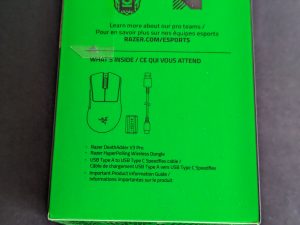 Learn more about our pro teams /
Pour en savoir plus sur nos équipes esports
RAZER.COM/ESPORTS
WHAT'S INSIDE / CE QUI VOUS ATTEND
- Razer DeathAdder V3 Pro
- Razer HyperPolling Wireless Dongle
- USB Type A to USB Type C Speedflex cable /
Câble de chargement USB Type A vers USB Type C Speedflex
- Important Product Information Guide /
Informations importantes sur le produit